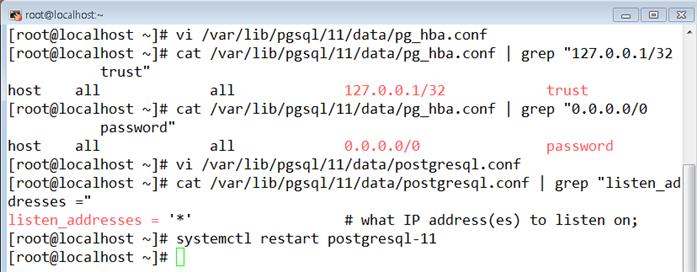 root@localhost:~
[root@localhost ~]# vi /var/lib/pgsql/11/data/pg_hba.conf
[root@localhost ~]# cat /var/lib/pgsql/11/data/pg_hba.conf | grep "127.0.0.1/32
            trust"
host    all             all             127.0.0.1/32            trust
[root@localhost ~]# cat /var/lib/pgsql/11/data/pg_hba.conf | grep "0.0.0.0/0
            password"
host    all             all             0.0.0.0/0               password
[root@localhost ~]# vi /var/lib/pgsql/11/data/postgresql.conf
[root@localhost ~]# cat /var/lib/pgsql/11/data/postgresql.conf | grep "listen_ad
dresses ="
listen_addresses = '*'                  # what IP address(es) to listen on;
[root@localhost ~]# systemctl restart postgresql-11
[root@localhost ~]#